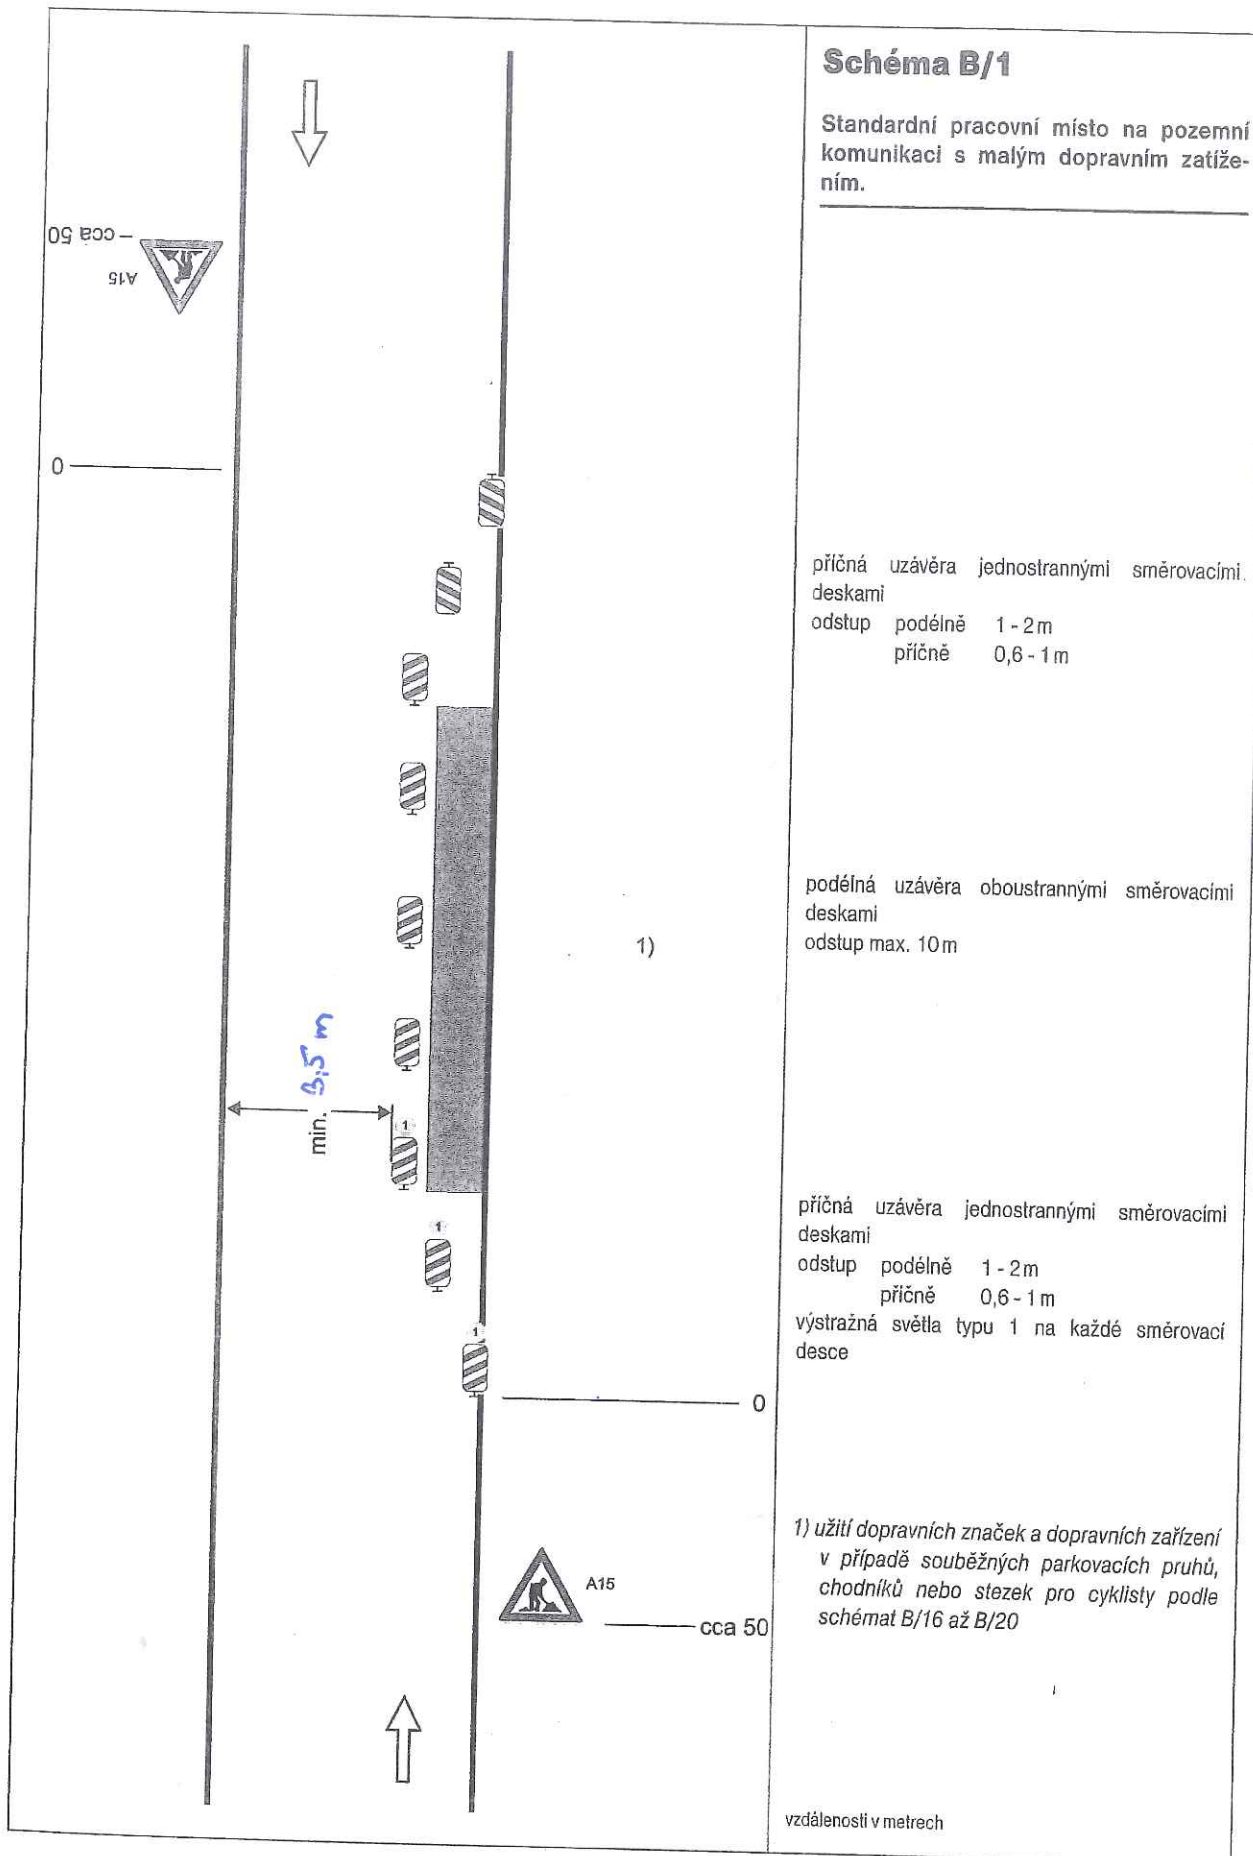 Schéma B/1
Standardní pracovní místo na pozemní
komunikaci s malým dopravním zatíže-
ním.
– cca 50
A15
0
příčná uzávěra jednostrannými směrovacími
deskami
odstup podélně 1 - 2 m
příčně 0,6 - 1 m
podélná uzávěra oboustrannými směrovacími
deskami
odstup max. 10 m
1)
min. 3,5 m
1
příčná uzávěra jednostrannými směrovacími
deskami
odstup podélně 1 - 2 m
příčně 0,6 - 1 m
výstražná světla typu 1 na každé směrovací
desce
1
1
0
1) užití dopravních značek a dopravních zařízení
v případě souběžných parkovacích pruhů,
chodníků nebo stezek pro cyklisty podle
schémat B/16 až B/20
A15
cca 50
vzdálenosti v metrech